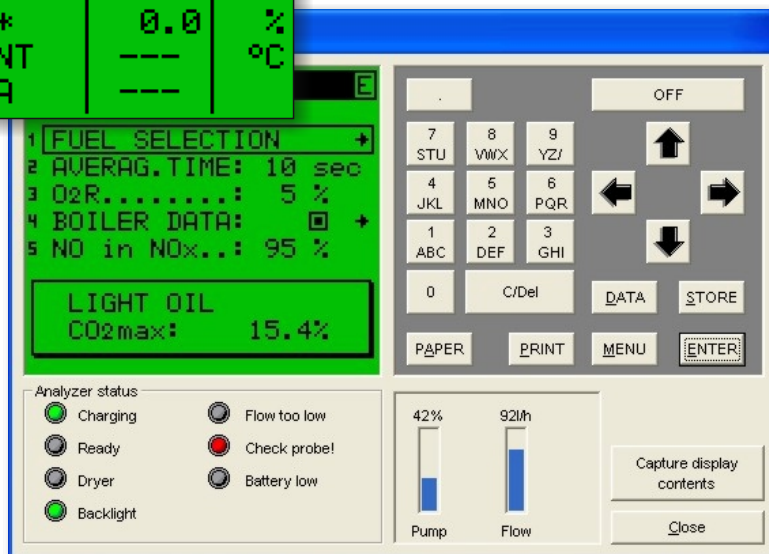 * 0.0 %
NT --- °C
A ---
E
1 FUEL SELECTION →
2 AVERAG.TIME: 10 sec
3 O2R........: 5 %
4 BOILER DATA: ▣ →
5 NO in NOx..: 95 %
LIGHT OIL
CO2max: 15.4%
. OFF
7 8 9
STU VWX YZ/
4 5 6
JKL MNO PQR
1 2 3
ABC DEF GHI
0 C/Del DATA STORE
PAPER PRINT MENU ENTER
Analyzer status
Charging Flow too low
Ready Check probe!
Dryer Battery low
Backlight
42% 92l/h
Pump Flow
Capture display
contents
Close